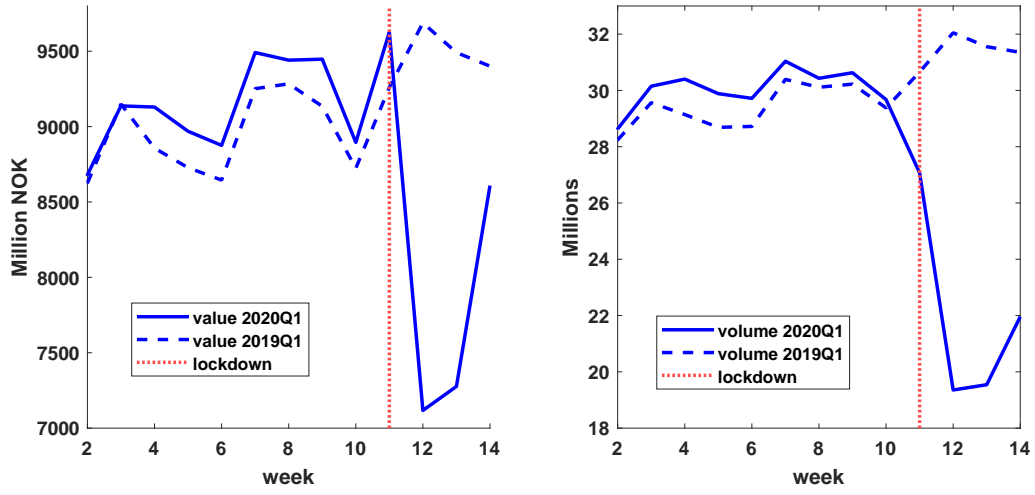 9500
9000
8500
8000
7500
7000
Million NOK
2 4 6 8 10 12 14
week
value 2020Q1
value 2019Q1
lockdown
32
30
28
26
24
22
20
18
Millions
2 4 6 8 10 12 14
week
volume 2020Q1
volume 2019Q1
lockdown